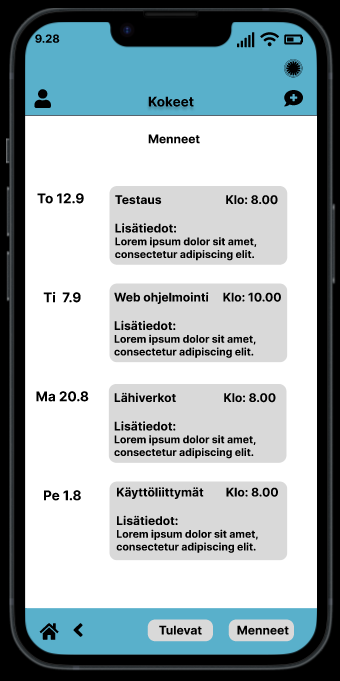 9.28
Kokeet
Menneet
To 12.9
Testaus Klo: 8.00
Lisätiedot:
Lorem ipsum dolor sit amet,
consectetur adipiscing elit.
Ti 7.9
Web ohjelmointi Klo: 10.00
Lisätiedot:
Lorem ipsum dolor sit amet,
consectetur adipiscing elit.
Ma 20.8
Lähiverkot Klo: 8.00
Lisätiedot:
Lorem ipsum dolor sit amet,
consectetur adipiscing elit.
Pe 1.8
Käyttöliittymät Klo: 8.00
Lisätiedot:
Lorem ipsum dolor sit amet,
consectetur adipiscing elit.
Tulevat Menneet